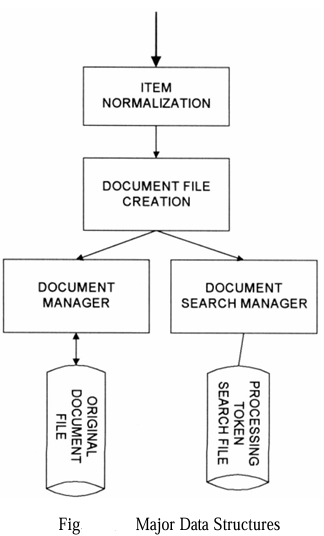 ITEM
NORMALIZATION
DOCUMENT FILE
CREATION
DOCUMENT
MANAGER
DOCUMENT
SEARCH MANAGER
ORIGINAL
DOCUMENT
FILE
PROCESSING
TOKEN
SEARCH FILE
Fig Major Data Structures